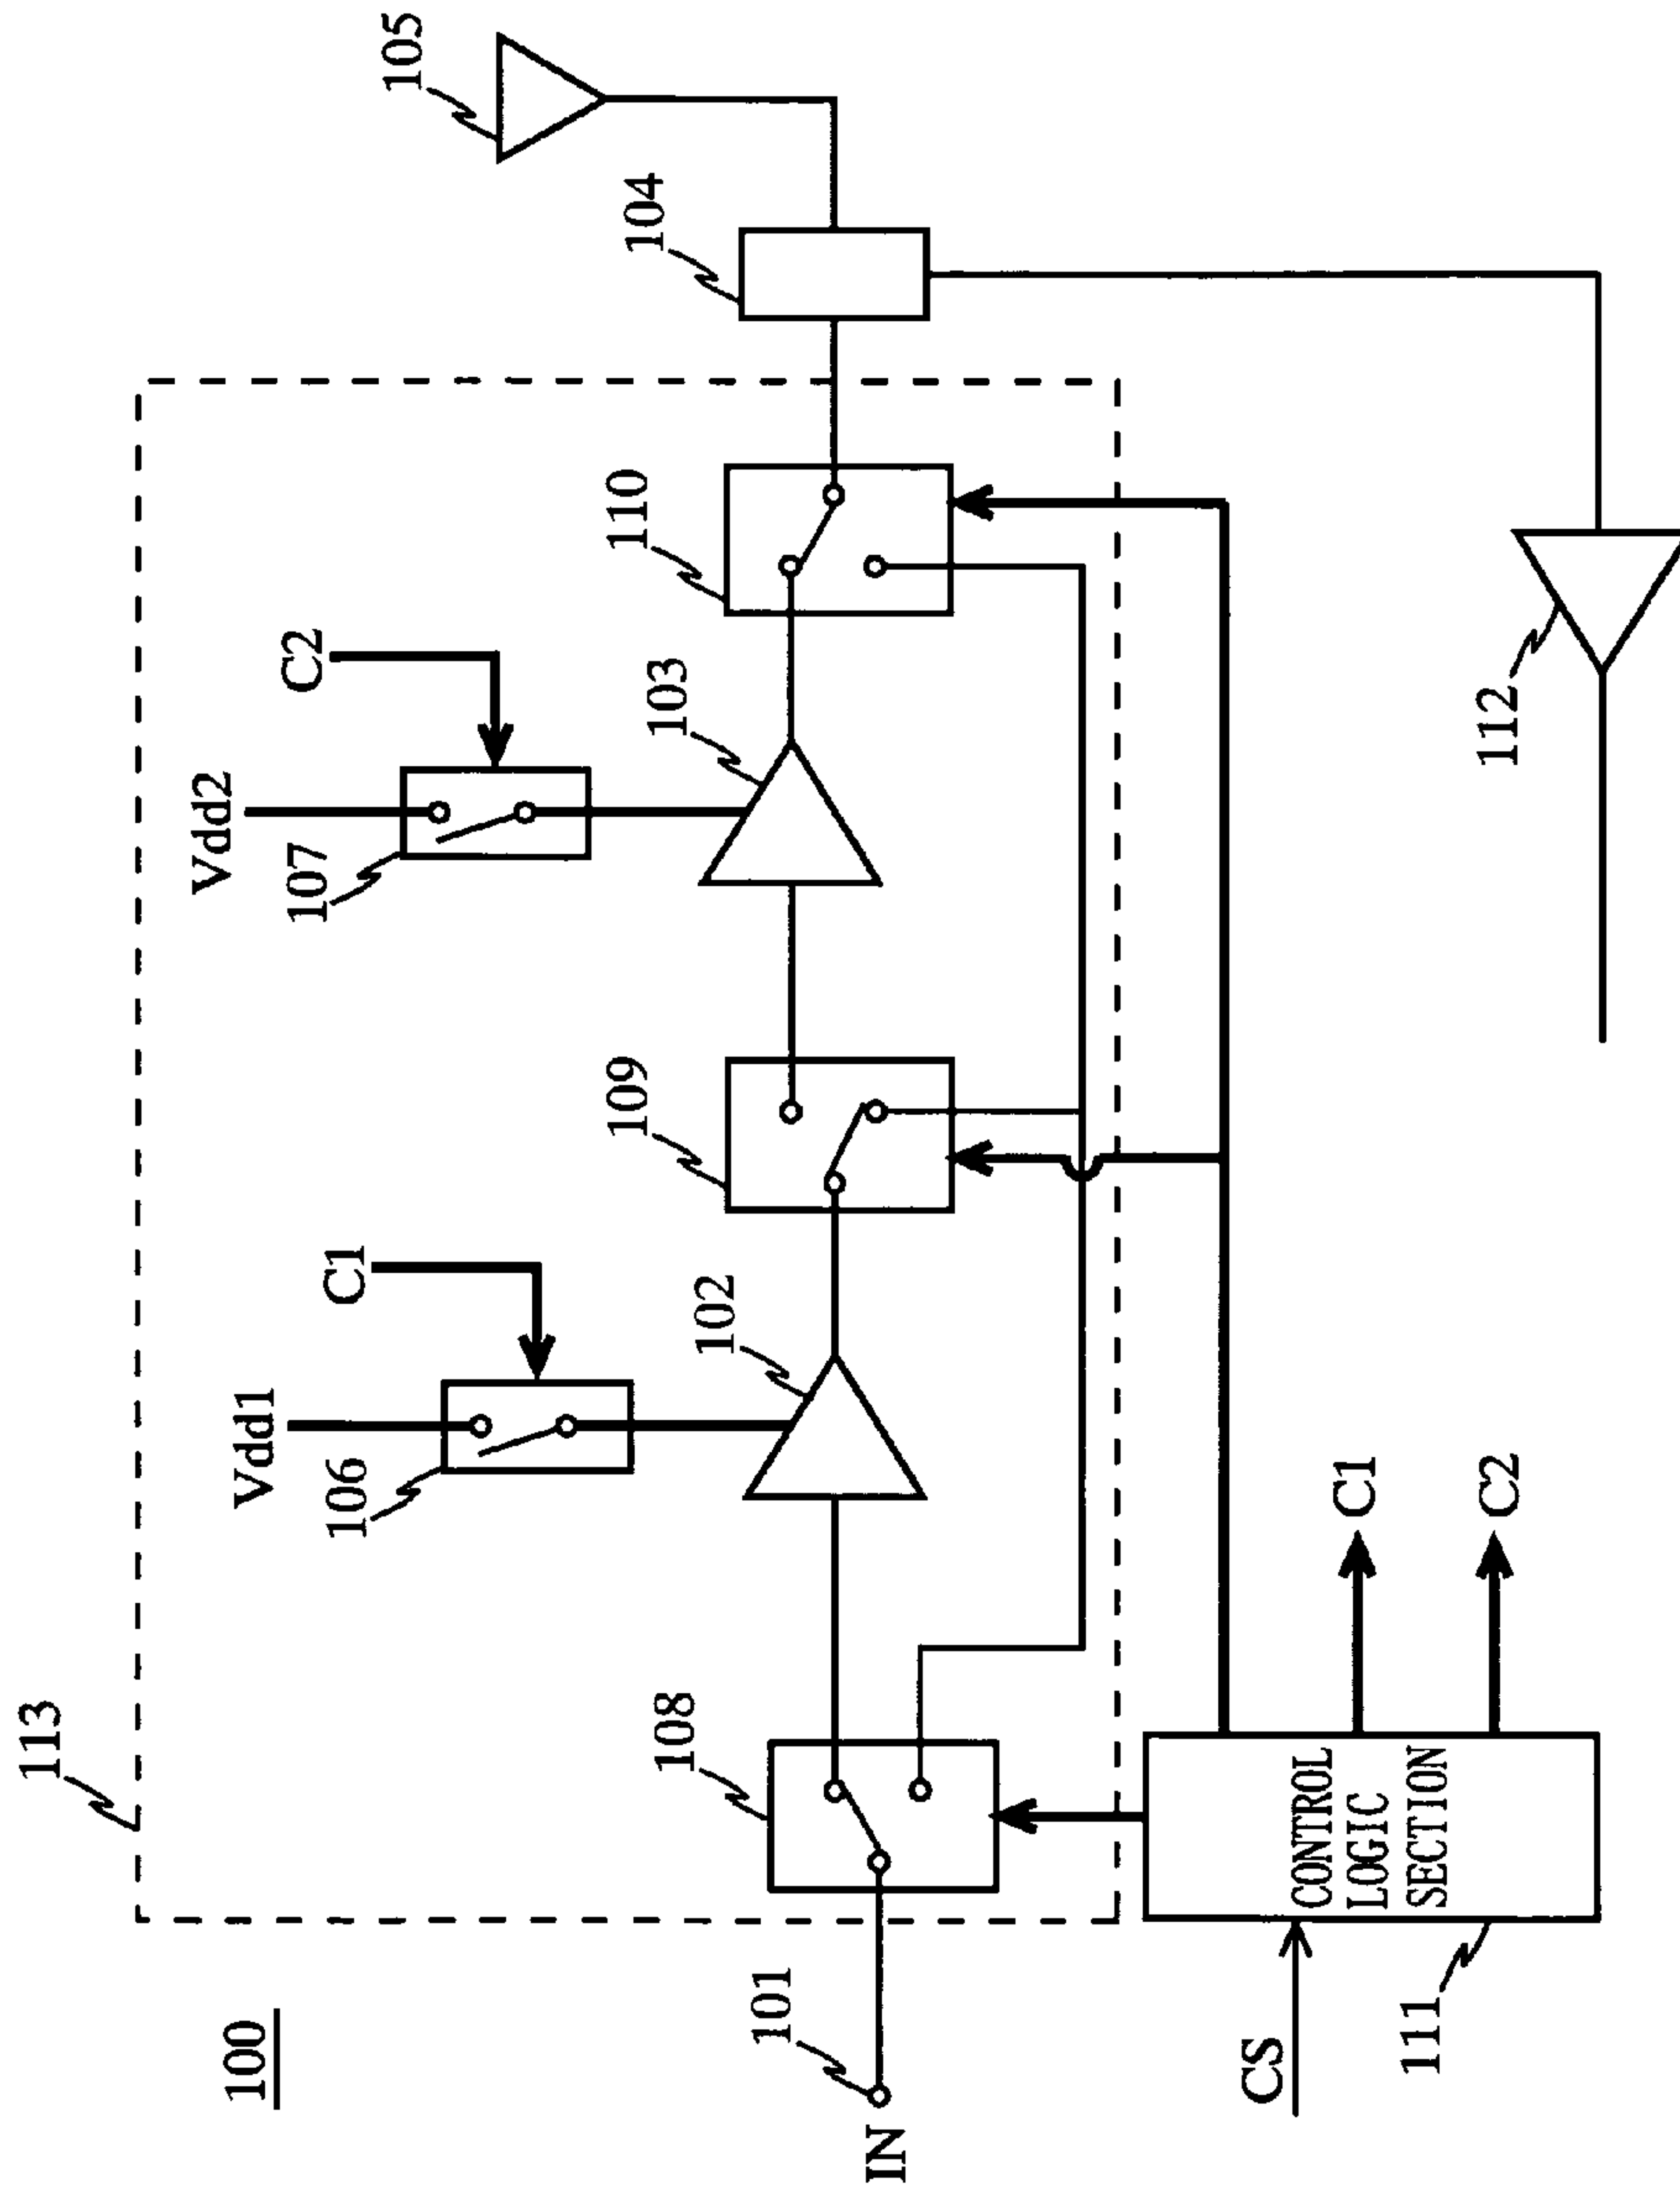 100
113
Vdd1
C1
106
Vdd2
C2
107
105
104
IN
101
108
102
109
103
110
CS
111
CONTROL
LOGIC
SECTION
C1
C2
112